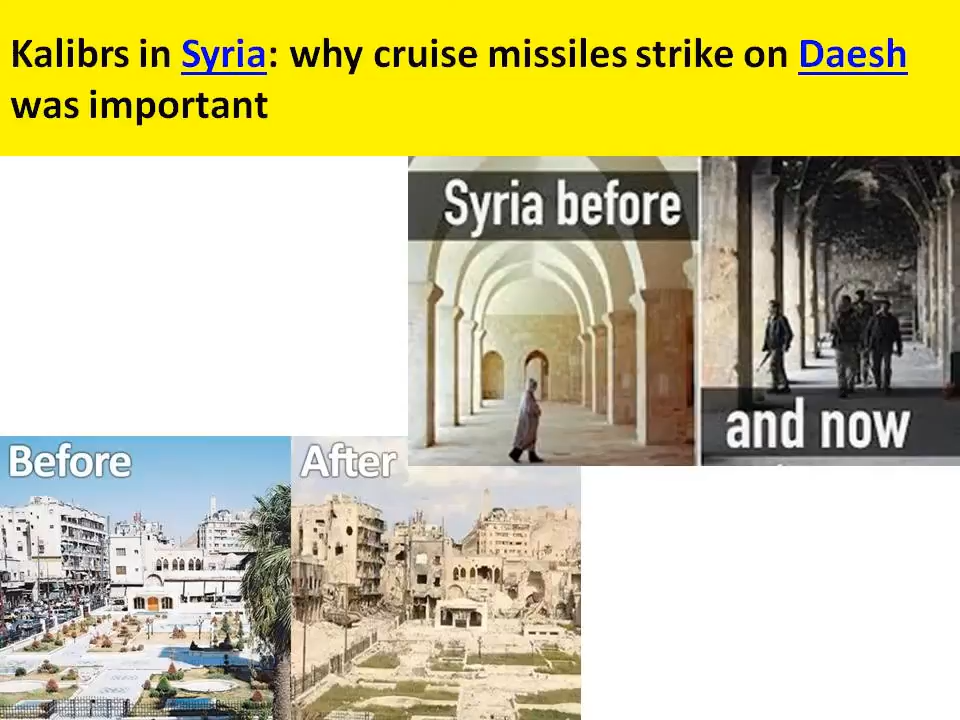 Kalibrs in Syria: why cruise missiles strike on Daesh
was important
Syria before
and now
Before
After